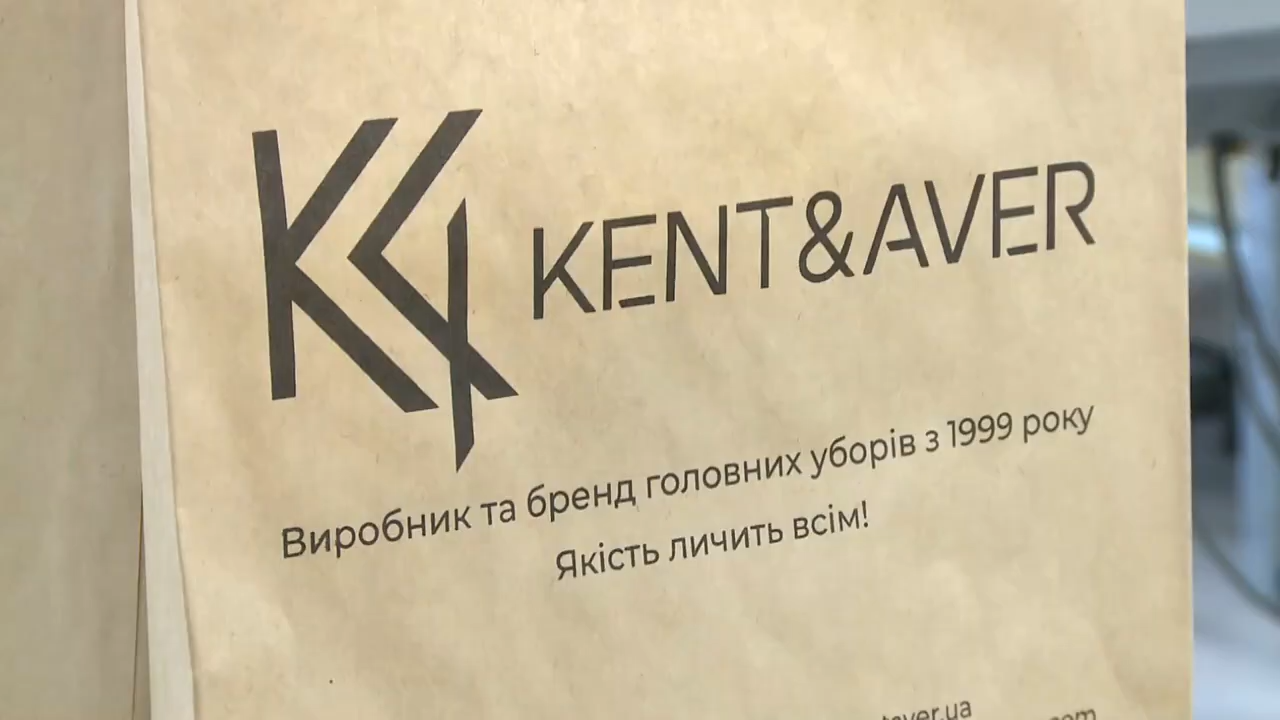 KENT&AVER
Виробник та бренд головних уборів з 1999 року
Якість личить всім!